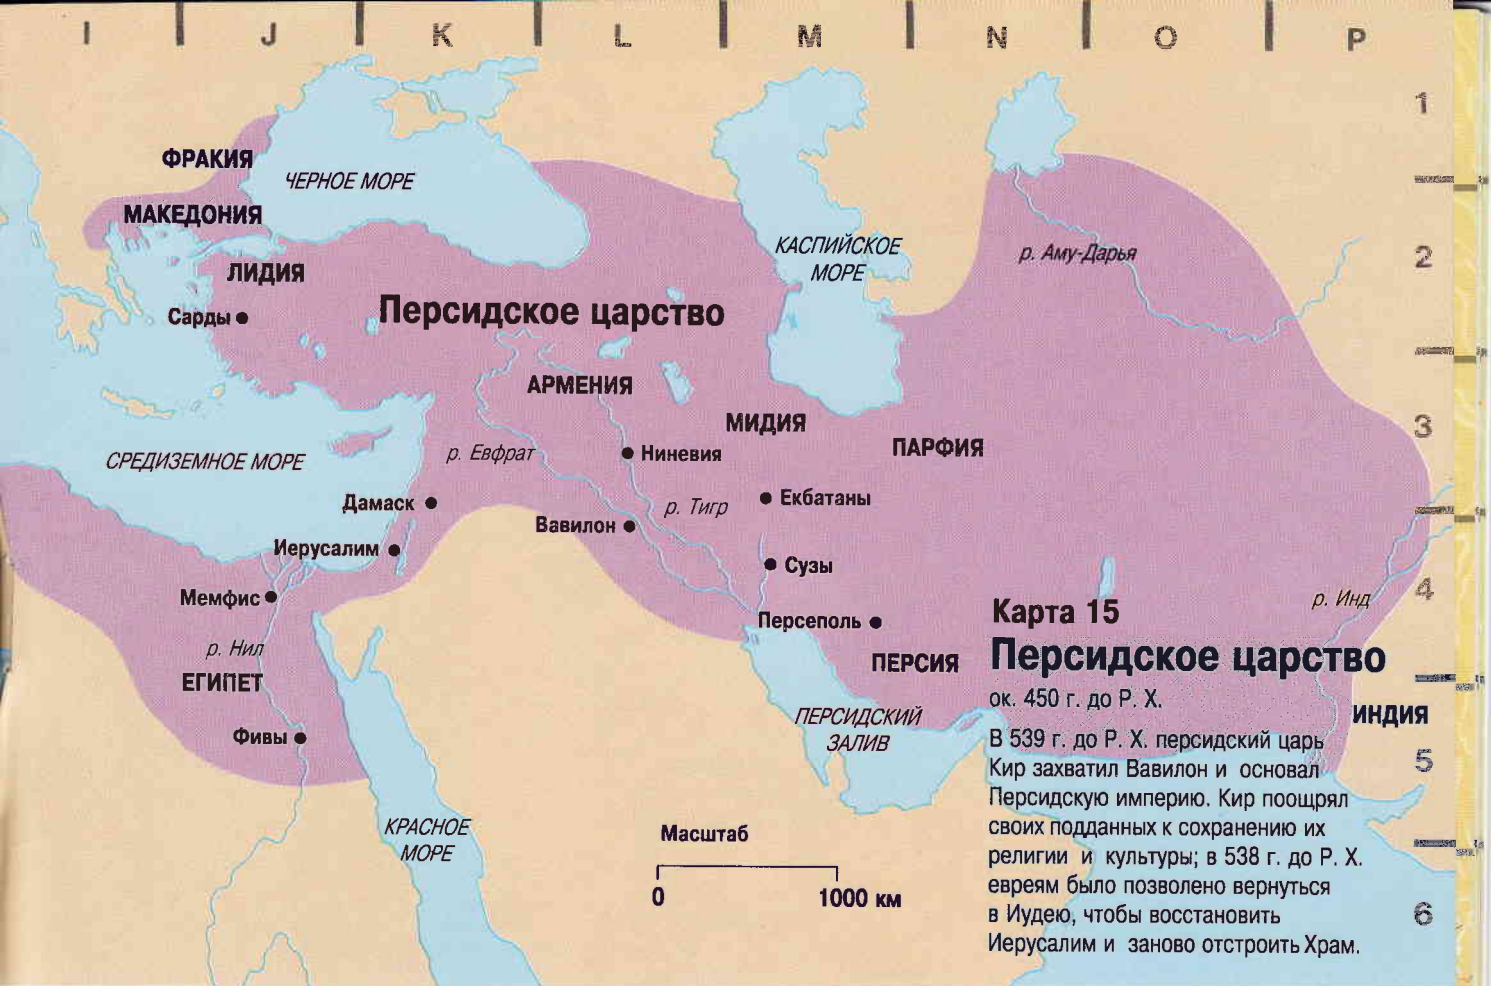 I J K L M N O P
1
ФРАКИЯ
ЧЕРНОЕ МОРЕ
МАКЕДОНИЯ
КАСПИЙСКОЕ
МОРЕ
р. Аму-Дарья
2
ЛИДИЯ
Сарды
Персидское царство
АРМЕНИЯ
МИДИЯ
3
ПАРФИЯ
СРЕДИЗЕМНОЕ МОРЕ
р. Евфрат
Ниневия
Дамаск
р. Тигр
Екбатаны
Вавилон
Иерусалим
Сузы
Мемфис
4
р. Инд
Персеполь
р. Нил
ЕГИПЕТ
ПЕРСИЯ
Фивы
ПЕРСИДСКИЙ
ЗАЛИВ
ИНДИЯ
5
КРАСНОЕ
МОРЕ
Масштаб
0 1000 км
6
Карта 15
Персидское царство
ок. 450 г. до Р. Х.
В 539 г. до Р. Х. персидский царь
Кир захватил Вавилон и основал
Персидскую империю. Кир поощрял
своих подданных к сохранению их
религии и культуры; в 538 г. до Р. Х.
евреям было позволено вернуться
в Иудею, чтобы восстановить
Иерусалим и заново отстроить Храм.